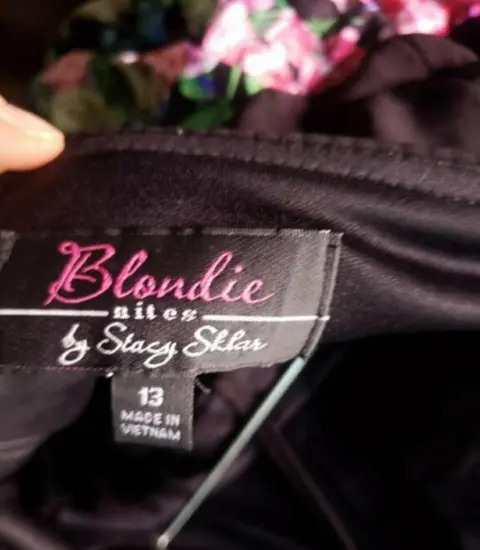 Blondie
nites
by Stacy Sklar
13
MADE IN
VIETNAM